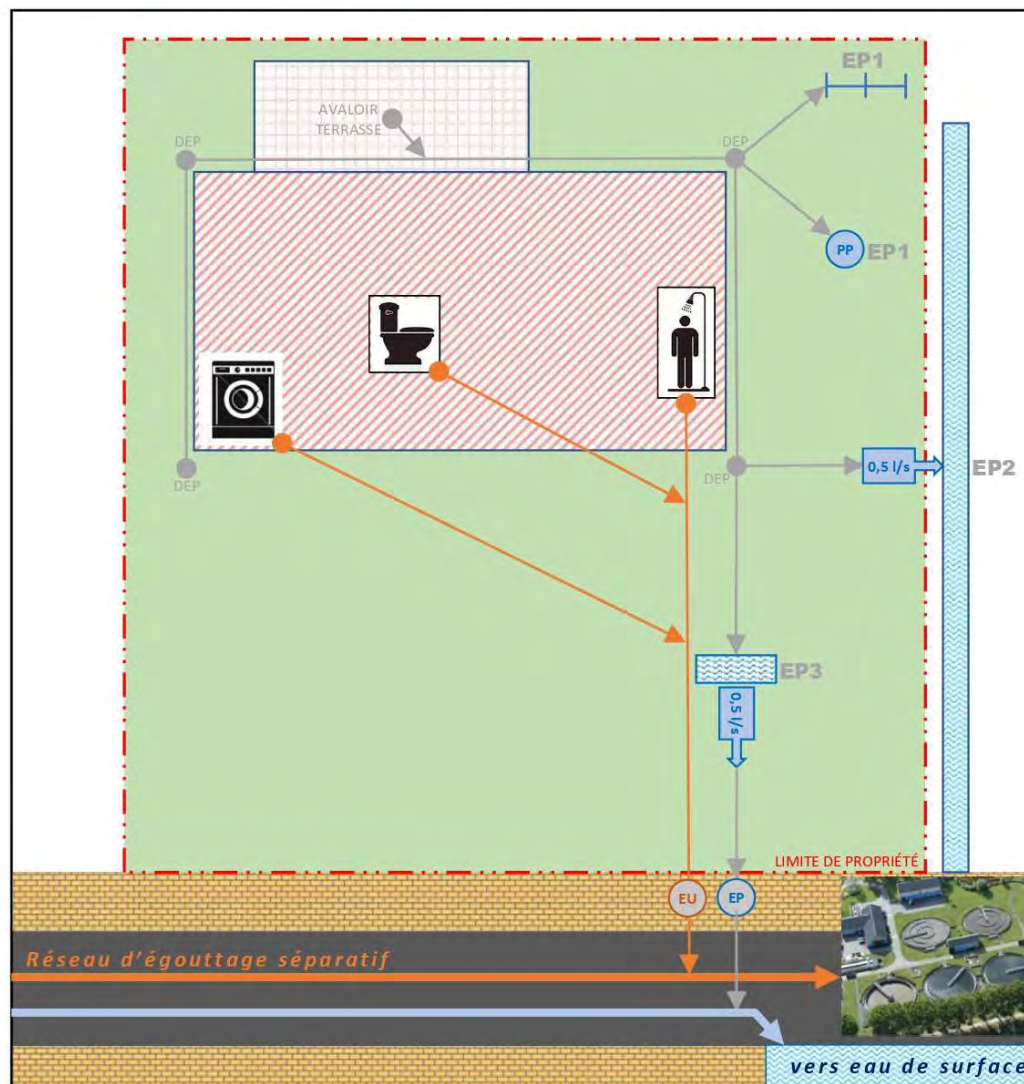 EP1
AVALOIR
TERRASSE
DEP
DEP
PP
EP1
DEP
DEP
0,5 l/s
EP2
EP3
0,5 l/s
LIMITE DE PROPRIÉTÉ
EU
EP
Réseau d'égouttage séparatif
vers eau de surface